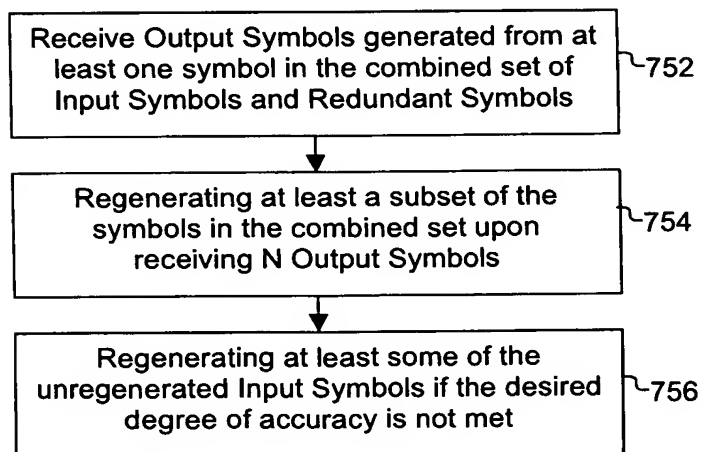 Receive Output Symbols generated from at
least one symbol in the combined set of
Input Symbols and Redundant Symbols
752
Regenerating at least a subset of the
symbols in the combined set upon
receiving N Output Symbols
754
Regenerating at least some of the
unregenerated Input Symbols if the desired
degree of accuracy is not met
756